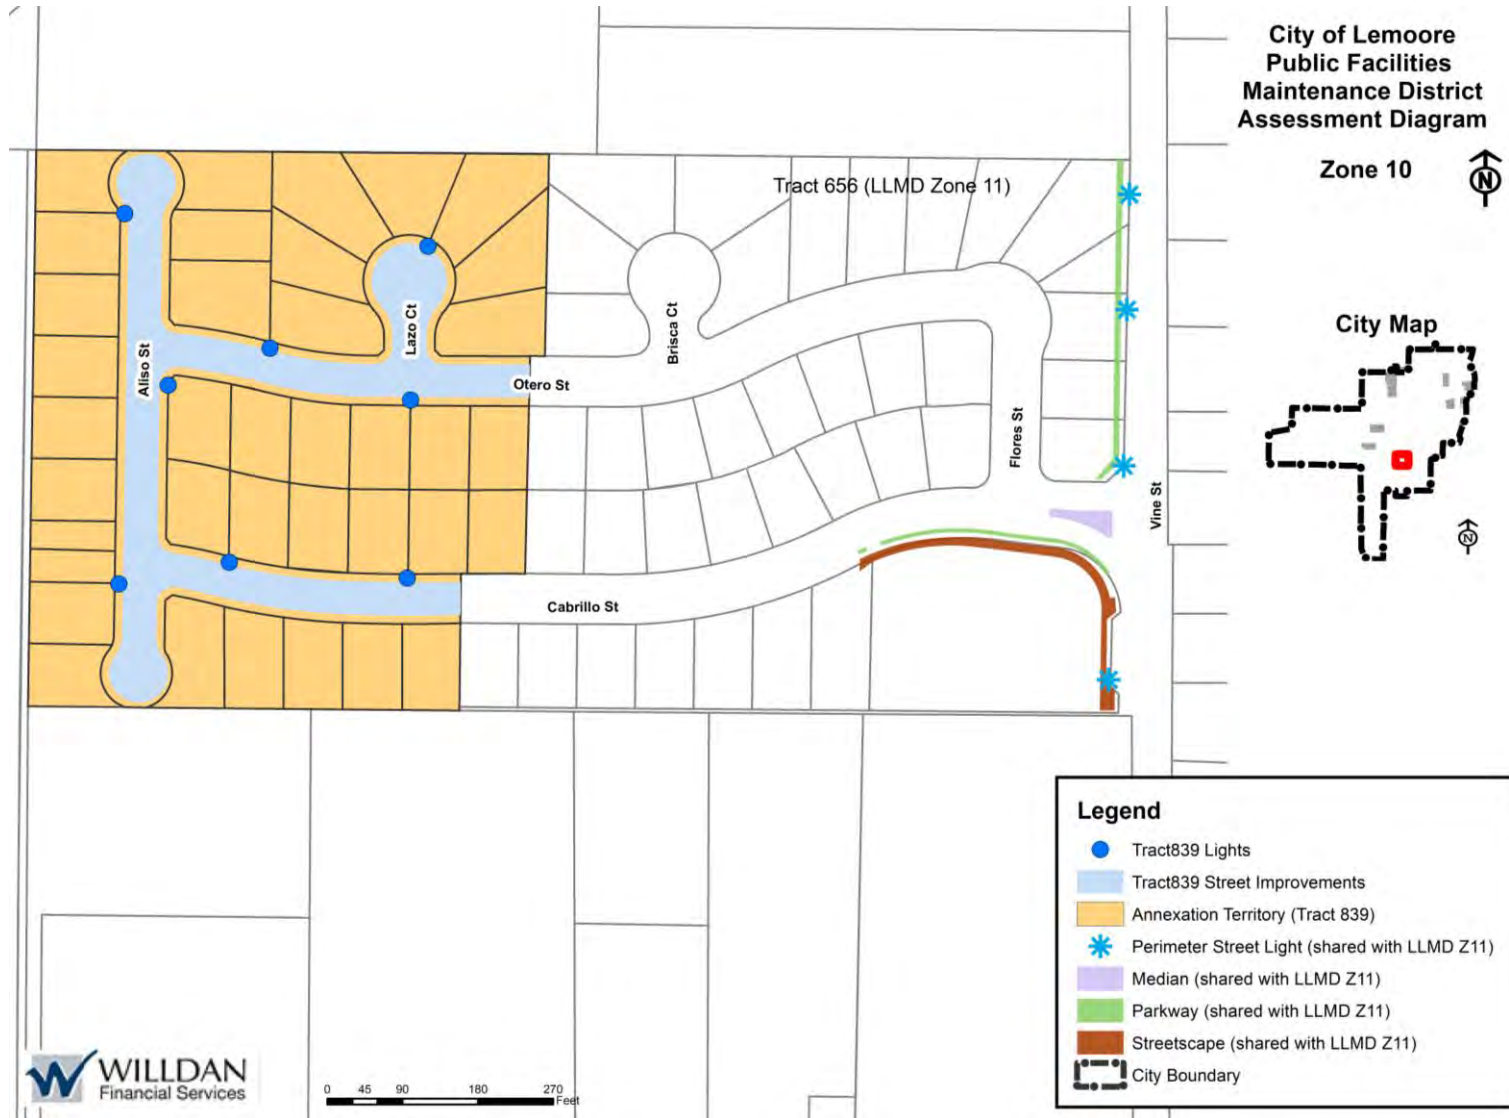 City of Lemoore
Public Facilities
Maintenance District
Assessment Diagram
Zone 10
N
Tract 656 (LLMD Zone 11)
Aliso St
Lazo Ct
Brisca Ct
Otero St
Flores St
Vine St
Cabrillo St
City Map
N
Legend
Tract839 Lights
Tract839 Street Improvements
Annexation Territory (Tract 839)
Perimeter Street Light (shared with LLMD Z11)
Median (shared with LLMD Z11)
Parkway (shared with LLMD Z11)
Streetscape (shared with LLMD Z11)
City Boundary
W WILLDAN
Financial Services
0 45 90 180 270
Feet